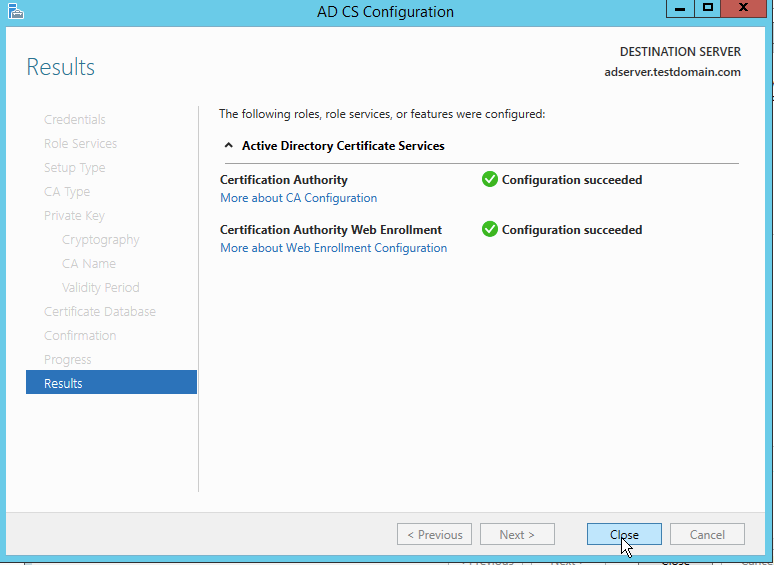 AD CS Configuration
Results
DESTINATION SERVER
adserver.testdomain.com
Credentials
Role Services
Setup Type
CA Type
Private Key
Cryptography
CA Name
Validity Period
Certificate Database
Confirmation
Progress
Results
The following roles, role services, or features were configured:
Active Directory Certificate Services
Certification Authority
Configuration succeeded
More about CA Configuration
Certification Authority Web Enrollment
Configuration succeeded
More about Web Enrollment Configuration
< Previous
Next >
Close
Cancel